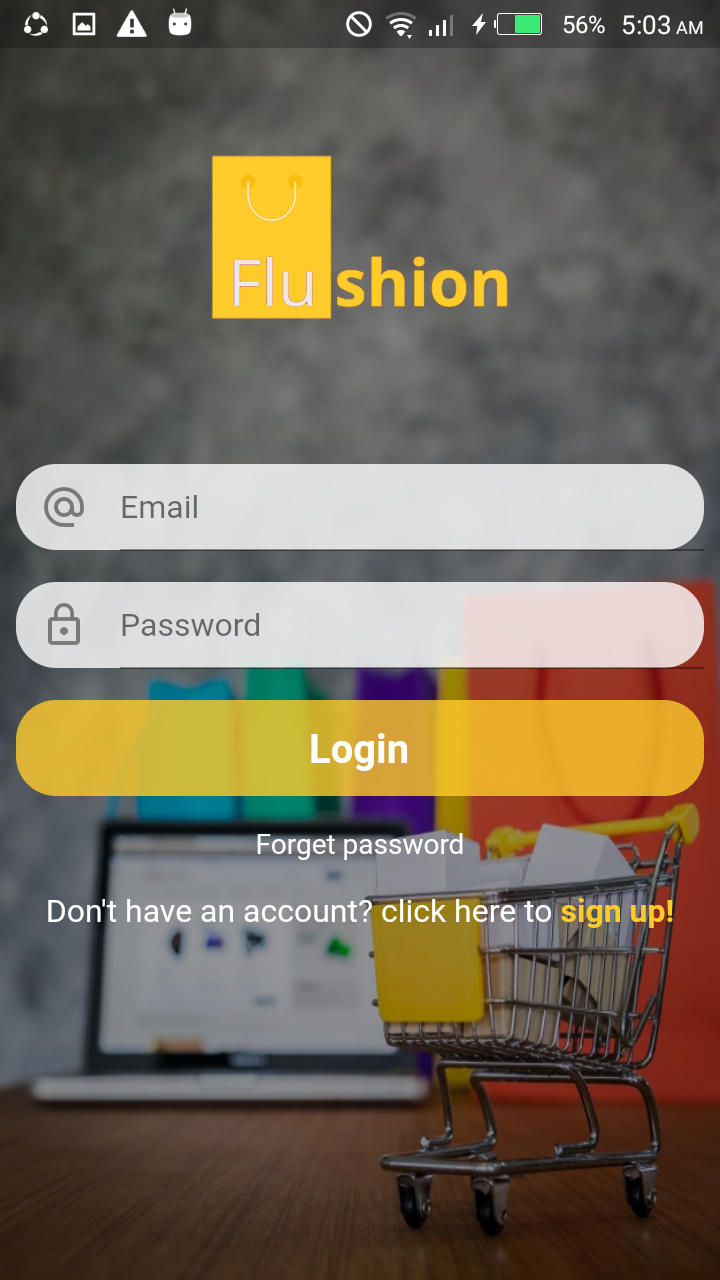 56% 5:03 AM
Flushion
Email
Password
Login
Forget password
Don't have an account? click here to sign up!